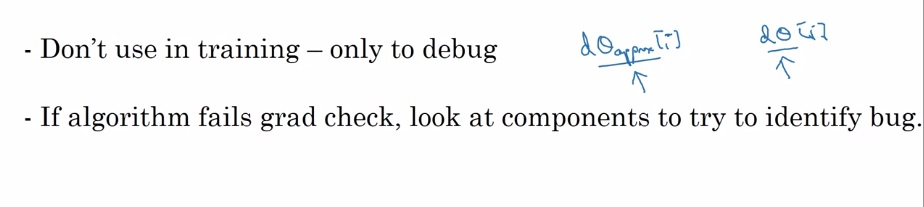 - Don't use in training – only to debug dθapprox[i] dθ[i]
- If algorithm fails grad check, look at components to try to identify bug.